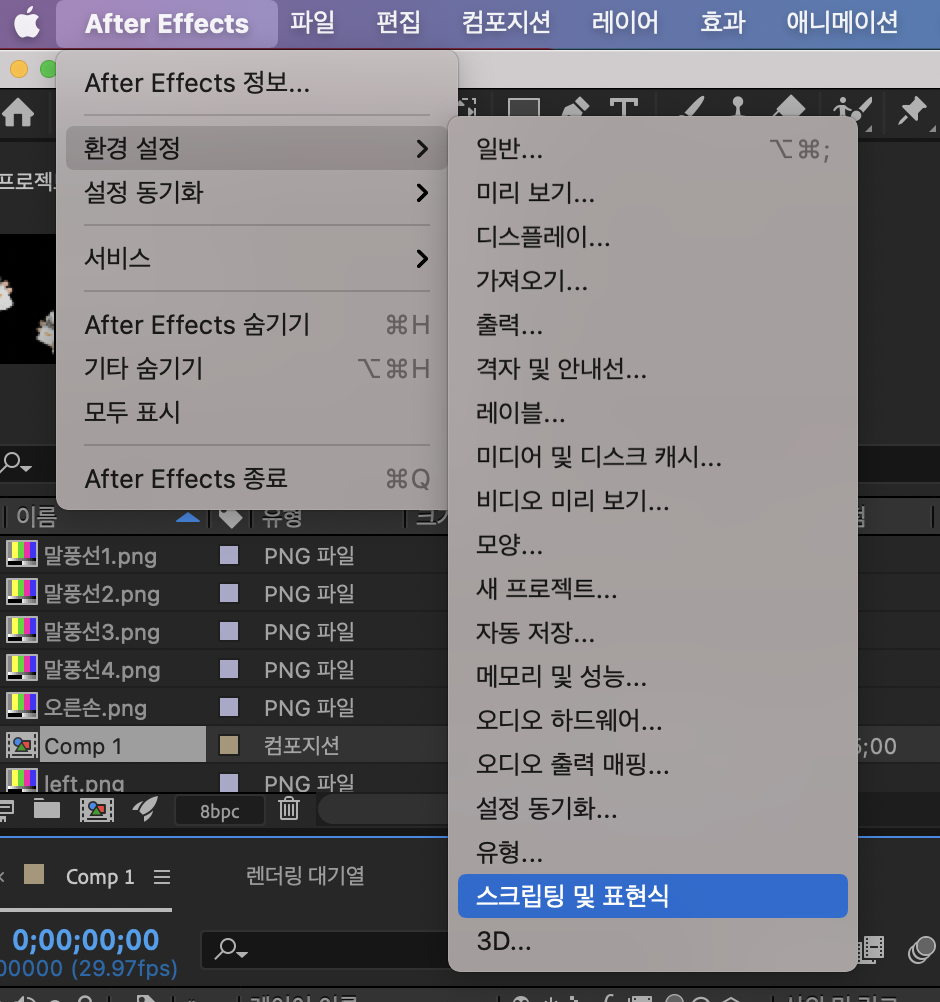 After Effects 파일 편집 컴포지션 레이어 효과 애니메이션
After Effects 정보...
환경 설정
설정 동기화
서비스
After Effects 숨기기 ⌘H
기타 숨기기 ⌥⌘H
모두 표시
After Effects 종료 ⌘Q
일반... ⌥⌘;
미리 보기...
디스플레이...
가져오기...
출력...
격자 및 안내선...
레이블...
미디어 및 디스크 캐시...
비디오 미리 보기...
모양...
새 프로젝트...
자동 저장...
메모리 및 성능...
오디오 하드웨어...
오디오 출력 매핑...
설정 동기화...
유형...
스크립팅 및 표현식
3D...
이름 유형
말풍선1.png PNG 파일
말풍선2.png PNG 파일
말풍선3.png PNG 파일
말풍선4.png PNG 파일
오른손.png PNG 파일
Comp 1 컴포지션 ;00
left.png PNG 파일
8bpc
Comp 1 렌더링 대기열
0;00;00;00
00000 (29.97fps)
레이어 이름